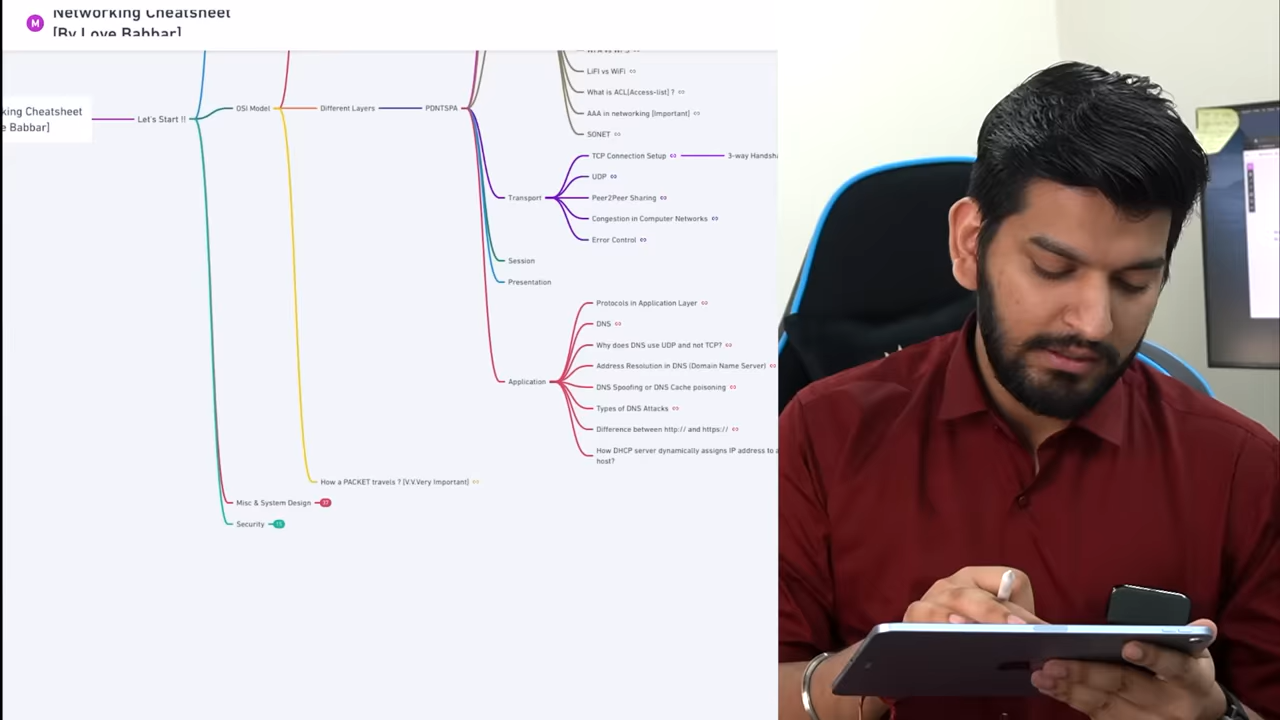 M
Networking Cheatsheet
[By Love Babbar]
king Cheatsheet
e Babbar]
Let's Start !!
OSI Model
Different Layers
PDNTSPA
LiFI vs WiFi
What is ACL[Access-list] ?
AAA in networking [Important]
SONET
Transport
TCP Connection Setup
3-way Handsha
UDP
Peer2Peer Sharing
Congestion in Computer Networks
Error Control
Session
Presentation
Application
Protocols in Application Layer
DNS
Why does DNS use UDP and not TCP?
Address Resolution in DNS (Domain Name Server)
DNS Spoofing or DNS Cache poisoning
Types of DNS Attacks
Difference between http:// and https://
How DHCP server dynamically assigns IP address to a
host?
How a PACKET travels ? [V.V.Very Important]
Misc & System Design
Security